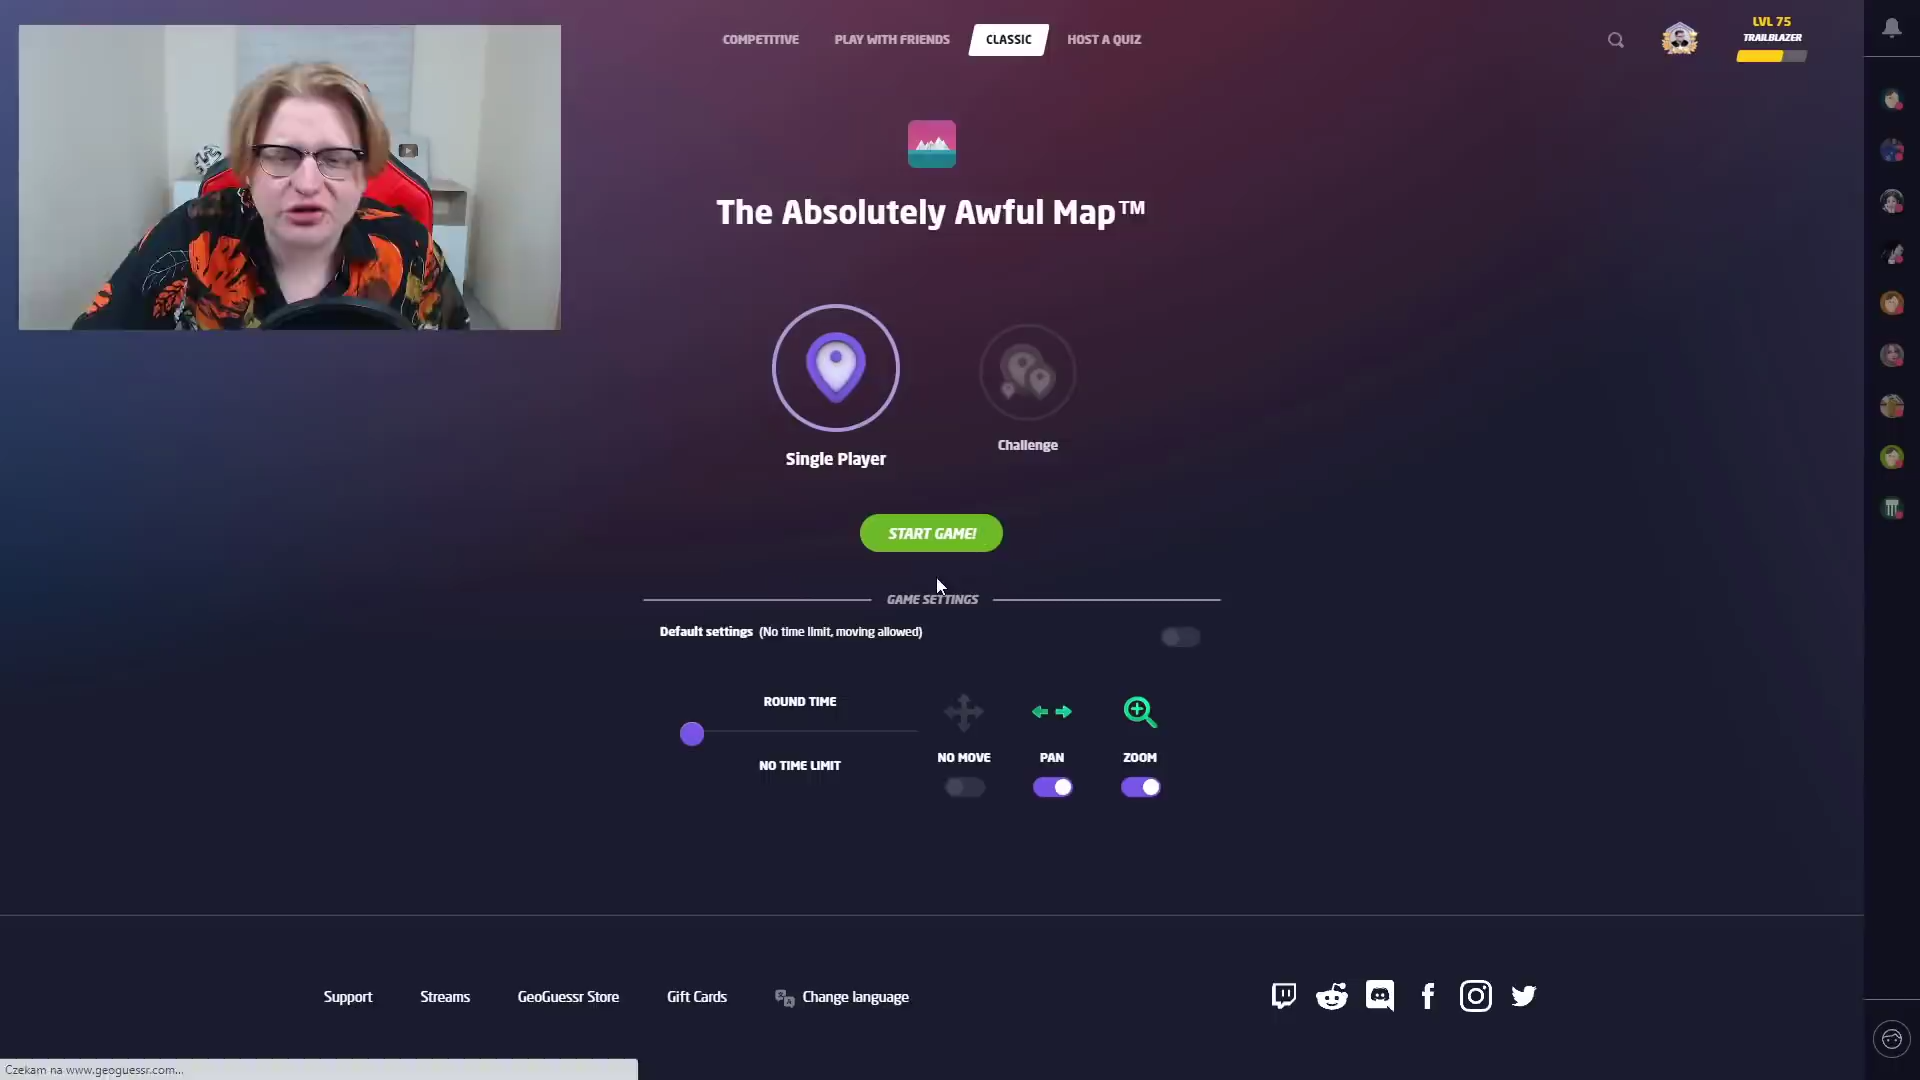 COMPETITIVE
PLAY WITH FRIENDS
CLASSIC
HOST A QUIZ
LVL 75
TRAILBLAZER
The Absolutely Awful Map™
Single Player
Challenge
START GAME!
GAME SETTINGS
Default settings (No time limit, moving allowed)
ROUND TIME
NO TIME LIMIT
NO MOVE
PAN
ZOOM
Support
Streams
GeoGuessr Store
Gift Cards
Change language
Czekam na www.geoguessr.com...